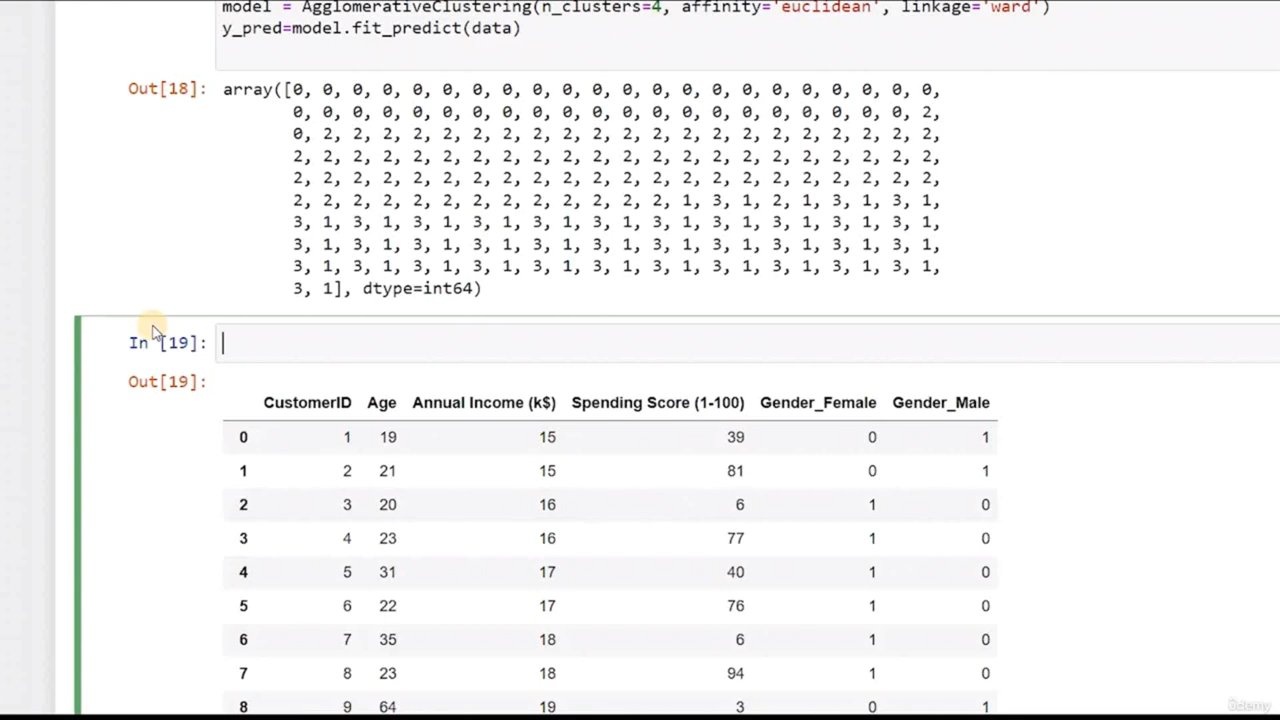 model = AgglomerativeClustering(n_clusters=4, affinity='euclidean', linkage='ward')
y_pred=model.fit_predict(data)
Out[18]: array([0, 0, 0, 0, 0, 0, 0, 0, 0, 0, 0, 0, 0, 0, 0, 0, 0, 0, 0, 0, 0, 0,
0, 0, 0, 0, 0, 0, 0, 0, 0, 0, 0, 0, 0, 0, 0, 0, 0, 0, 0, 0, 0, 2,
0, 2, 2, 2, 2, 2, 2, 2, 2, 2, 2, 2, 2, 2, 2, 2, 2, 2, 2, 2, 2, 2,
2, 2, 2, 2, 2, 2, 2, 2, 2, 2, 2, 2, 2, 2, 2, 2, 2, 2, 2, 2, 2, 2,
2, 2, 2, 2, 2, 2, 2, 2, 2, 2, 2, 2, 2, 2, 2, 2, 2, 2, 2, 2, 2, 2,
2, 2, 2, 2, 2, 2, 2, 2, 2, 2, 2, 2, 2, 1, 3, 1, 2, 1, 3, 1, 3, 1,
3, 1, 3, 1, 3, 1, 3, 1, 3, 1, 3, 1, 3, 1, 3, 1, 3, 1, 3, 1, 3, 1,
3, 1, 3, 1, 3, 1, 3, 1, 3, 1, 3, 1, 3, 1, 3, 1, 3, 1, 3, 1, 3, 1,
3, 1, 3, 1, 3, 1, 3, 1, 3, 1, 3, 1, 3, 1, 3, 1, 3, 1, 3, 1, 3, 1,
3, 1], dtype=int64)
In [19]:
Out[19]:
CustomerID Age Annual Income (k$) Spending Score (1-100) Gender_Female Gender_Male
0 1 19 15 39 0 1
1 2 21 15 81 0 1
2 3 20 16 6 1 0
3 4 23 16 77 1 0
4 5 31 17 40 1 0
5 6 22 17 76 1 0
6 7 35 18 6 1 0
7 8 23 18 94 1 0
8 9 64 19 3 0 1
ûdemy